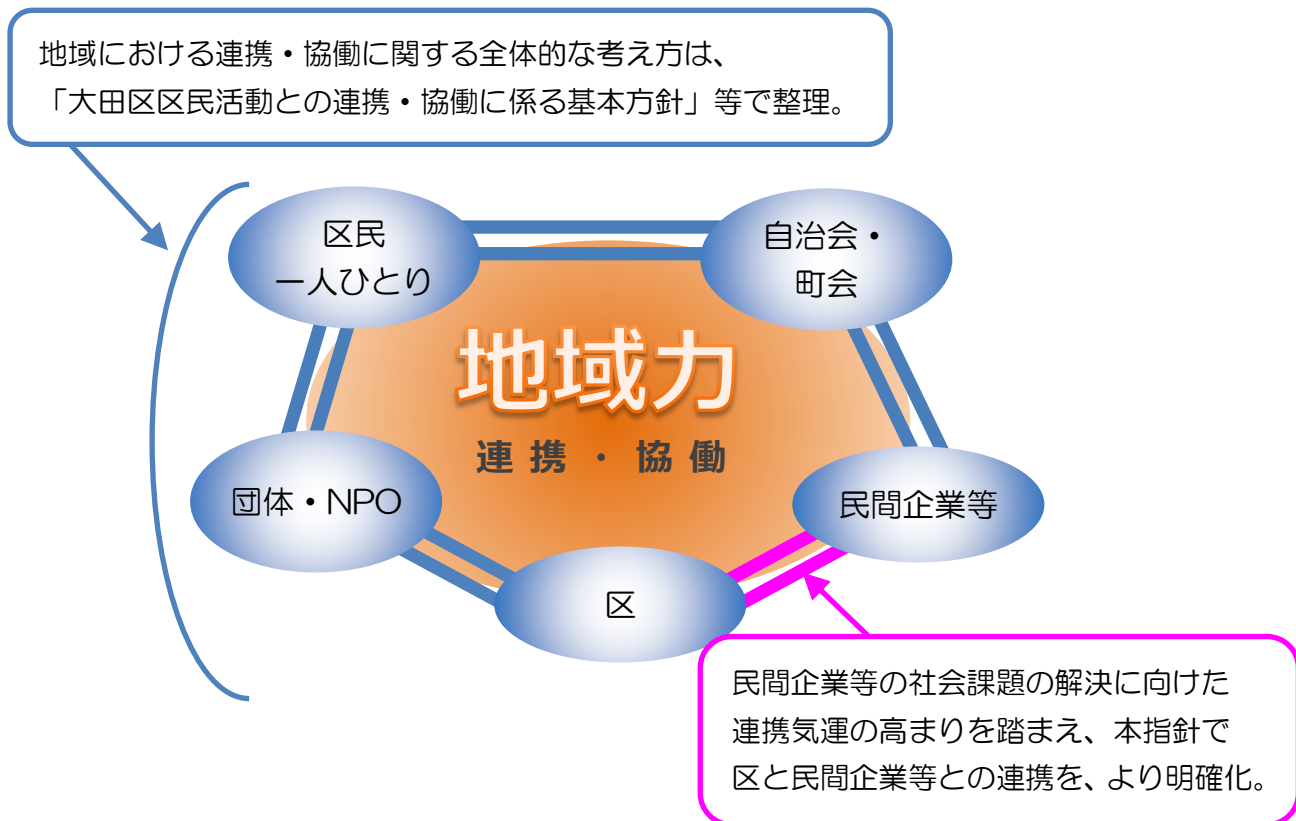 地域における連携・協働に関する全体的な考え方は、
「大田区区民活動との連携・協働に係る基本方針」等で整理。
区民
一人ひとり
自治会・
町会
地域力
連携・協働
団体・NPO
民間企業等
区
民間企業等の社会課題の解決に向けた
連携気運の高まりを踏まえ、本指針で
区と民間企業等との連携を、より明確化。